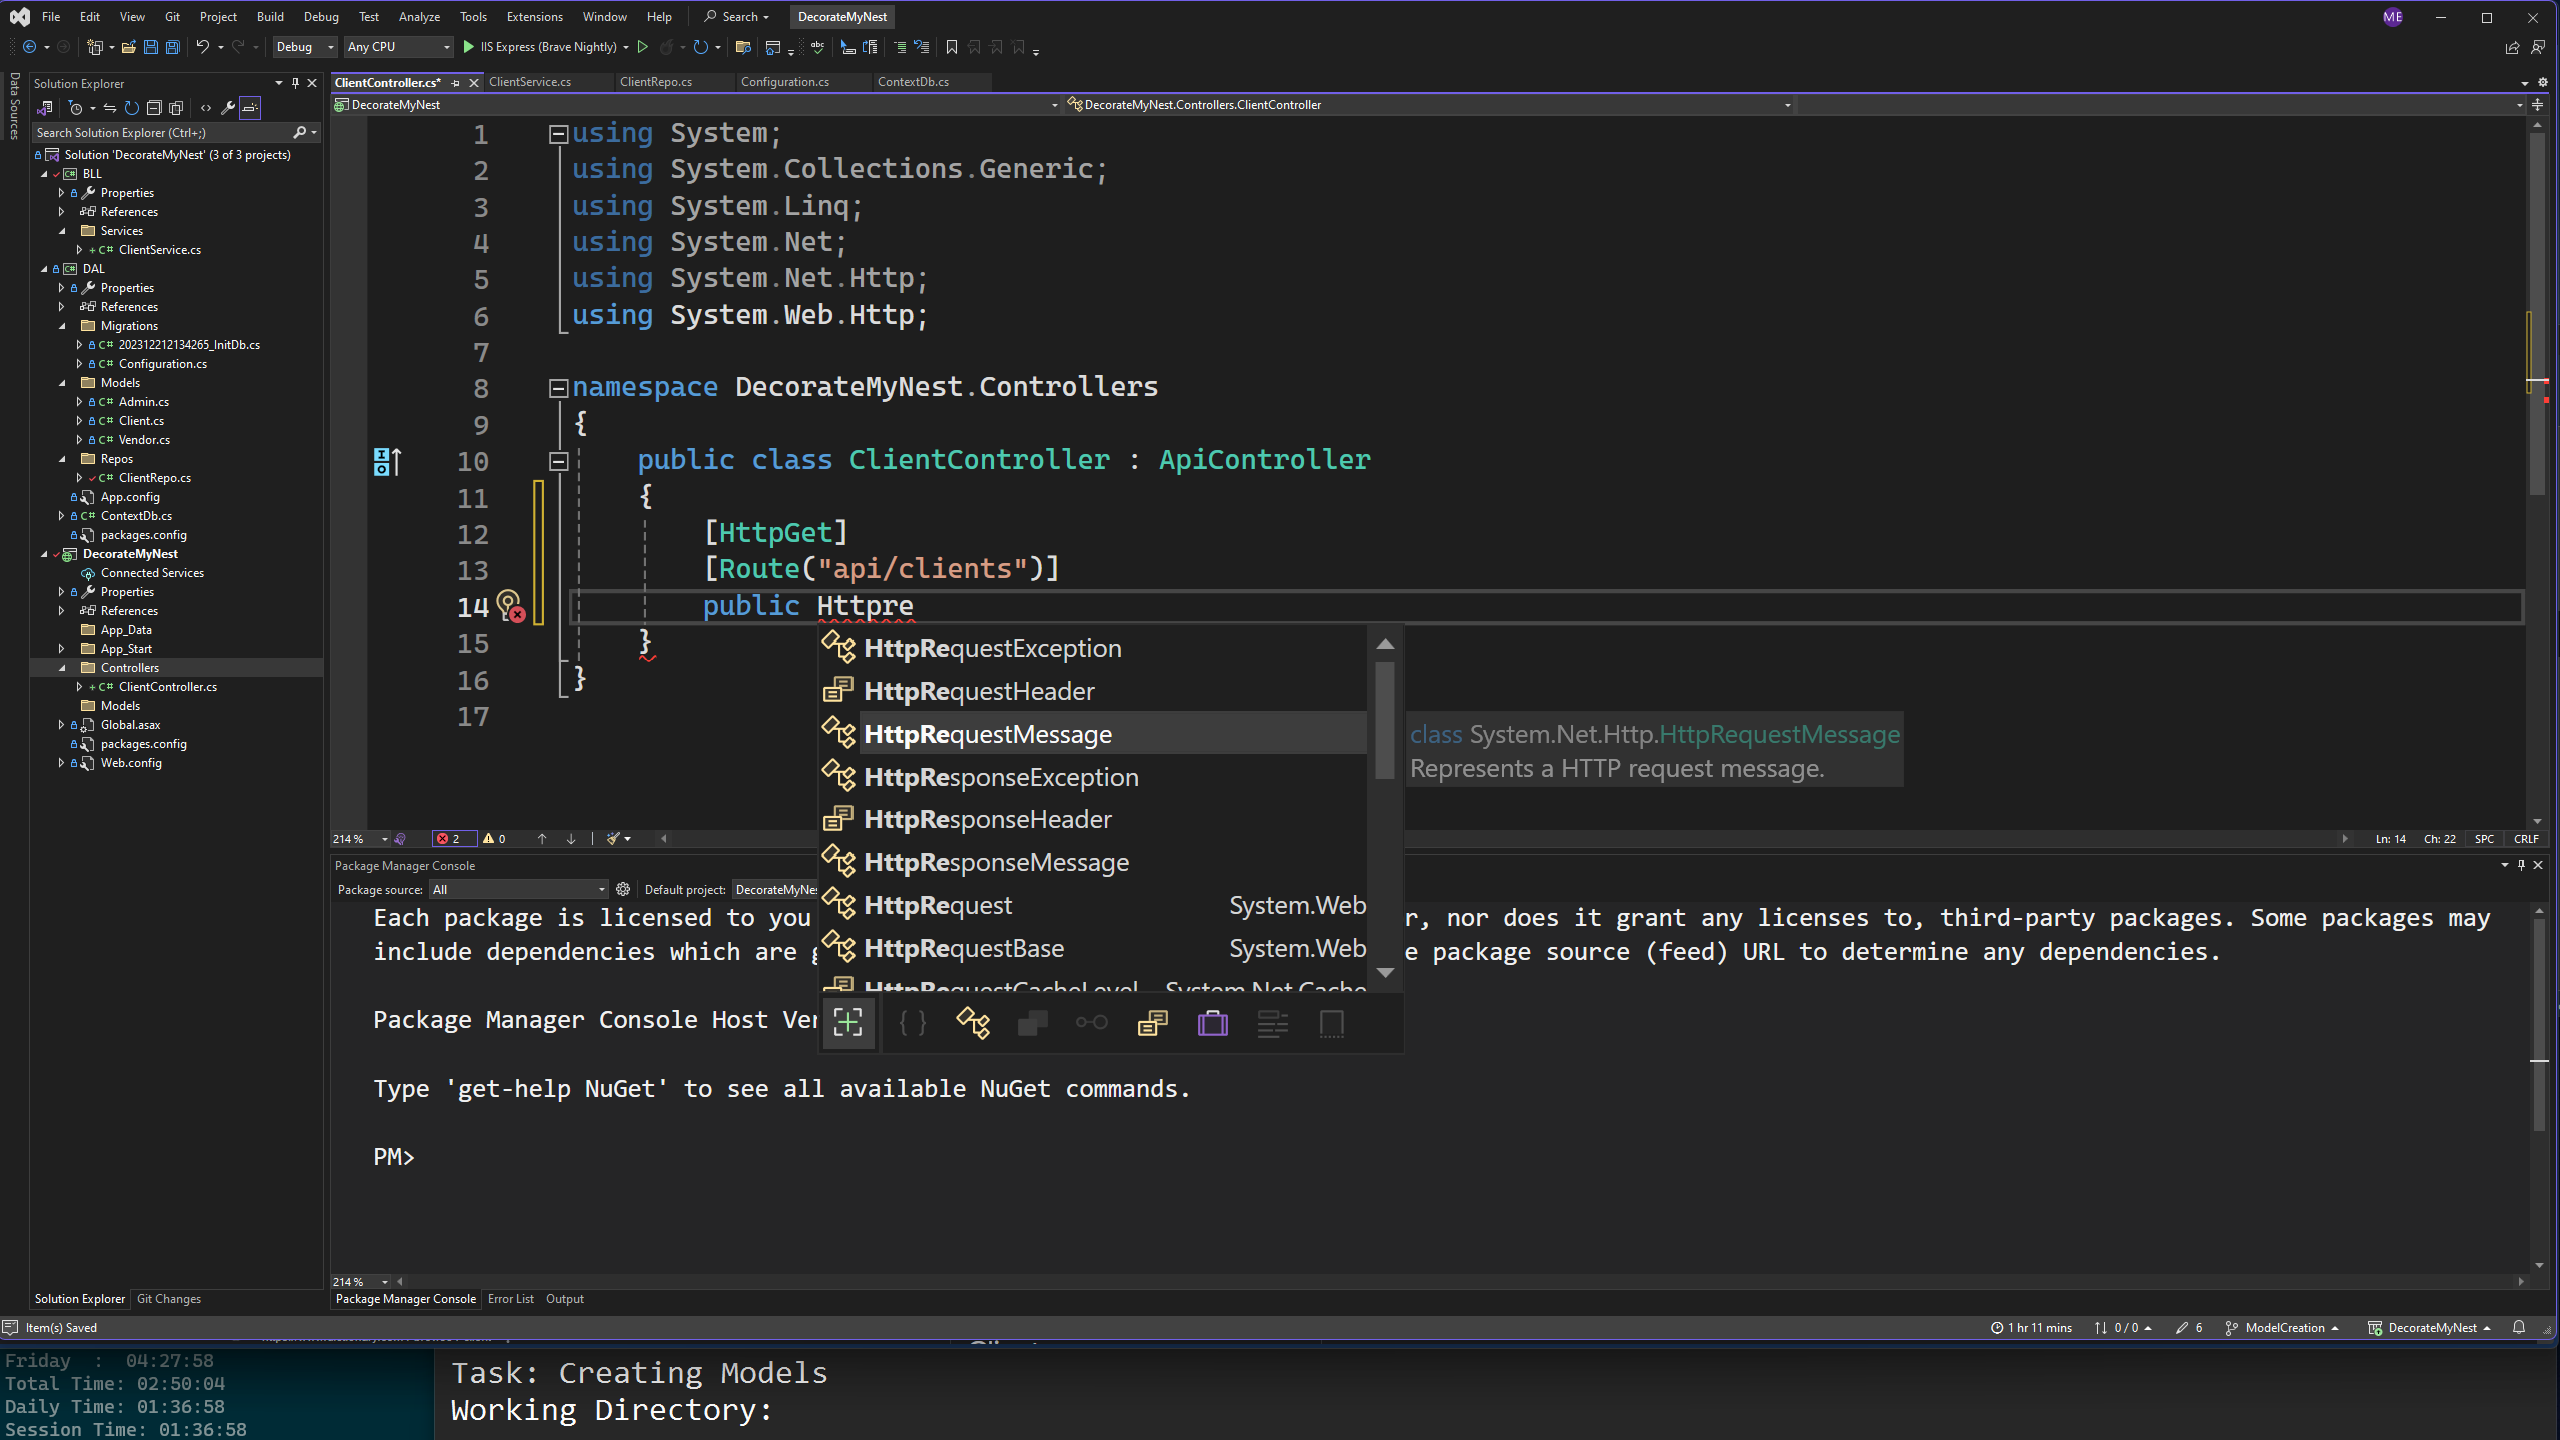 File Edit View Git Project Build Debug Test Analyze Tools Extensions Window Help Search DecorateMyNest ME
Debug Any CPU IIS Express (Brave Nightly)
Data Sources
Solution Explorer
Search Solution Explorer (Ctrl+;)
Solution 'DecorateMyNest' (3 of 3 projects)
BLL
Properties
References
Services
ClientService.cs
DAL
Properties
References
Migrations
202312212134265_InitDb.cs
Configuration.cs
Models
Admin.cs
Client.cs
Vendor.cs
Repos
ClientRepo.cs
App.config
ContextDb.cs
packages.config
DecorateMyNest
Connected Services
Properties
References
App_Data
App_Start
Controllers
ClientController.cs
Models
Global.asax
packages.config
Web.config
Solution Explorer Git Changes
ClientController.cs* ClientService.cs ClientRepo.cs Configuration.cs ContextDb.cs
DecorateMyNest DecorateMyNest.Controllers.ClientController
1 using System;
2 using System.Collections.Generic;
3 using System.Linq;
4 using System.Net;
5 using System.Net.Http;
6 using System.Web.Http;
7
8 namespace DecorateMyNest.Controllers
9 {
10 public class ClientController : ApiController
11 {
12 [HttpGet]
13 [Route("api/clients")]
14 public Httpre
15 }
16 }
17
HttpRequestException
HttpRequestHeader
HttpRequestMessage
HttpResponseException
HttpResponseHeader
HttpResponseMessage
HttpRequest System.Web
HttpRequestBase System.Web
HttpRequestCacheLevel System.Net.Cache
class System.Net.Http.HttpRequestMessage
Represents a HTTP request message.
214 % 2 0 Ln: 14 Ch: 22 SPC CRLF
Package Manager Console
Package source: All Default project: DecorateMyNes
Each package is licensed to you r, nor does it grant any licenses to, third-party packages. Some packages may
include dependencies which are g e package source (feed) URL to determine any dependencies.
Package Manager Console Host Ver
Type 'get-help NuGet' to see all available NuGet commands.
PM>
214 %
Package Manager Console Error List Output
Item(s) Saved 1 hr 11 mins 0 / 0 6 ModelCreation DecorateMyNest
Friday : 04:27:58
Total Time: 02:50:04
Daily Time: 01:36:58
Session Time: 01:36:58
Task: Creating Models
Working Directory: